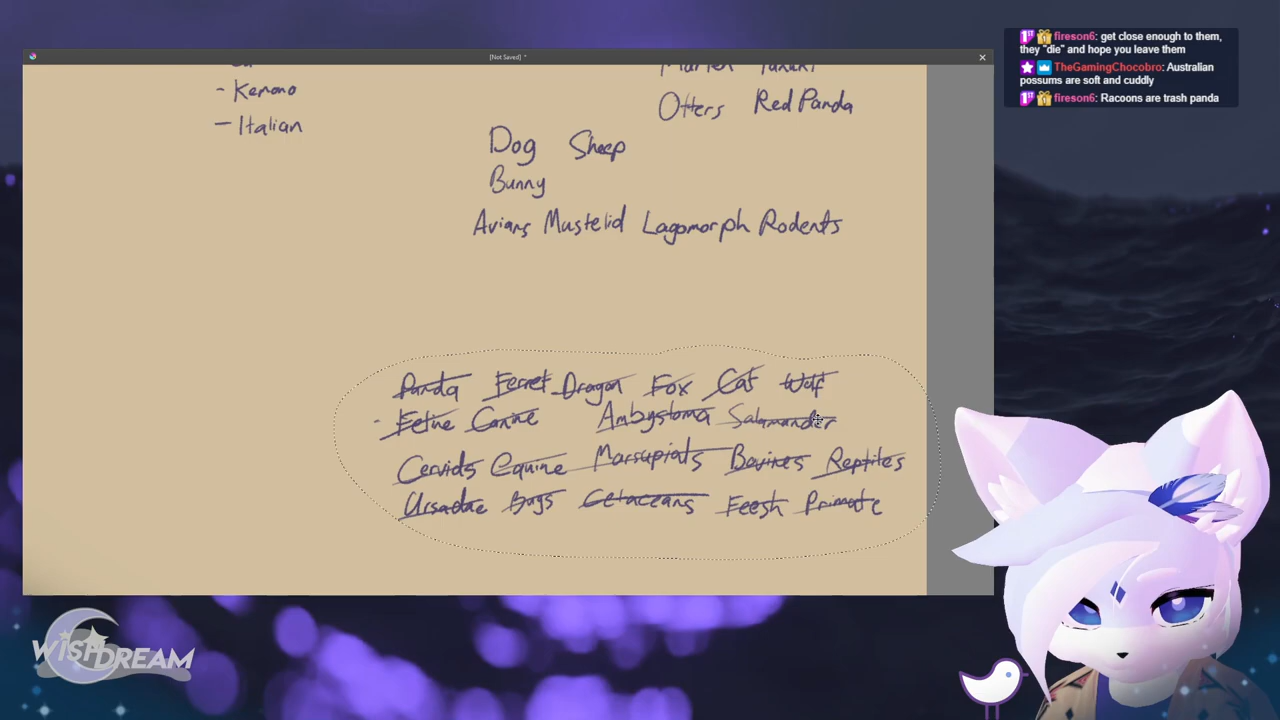 [Not Saved] *
- Kemono
- Italian
Otters Red Panda
Dog Sheep
Bunny
Avians Mustelid Lagomorph Rodents
Panda Ferret Dragon Fox Cat Wolf
- Feline Canine Ambystoma Salamander
Cervids Equine Marsupials Bovines Reptiles
Ursadae Bugs Cetaceans Feesh Primate
fireson6: get close enough to them,
they "die" and hope you leave them
TheGamingChocobro: Australian
possums are soft and cuddly
fireson6: Racoons are trash panda
WISPDREAM